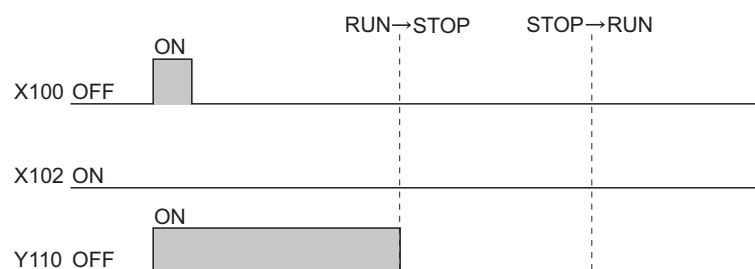 RUN→STOP STOP→RUN
ON
X100 OFF
X102 ON
ON
Y110 OFF